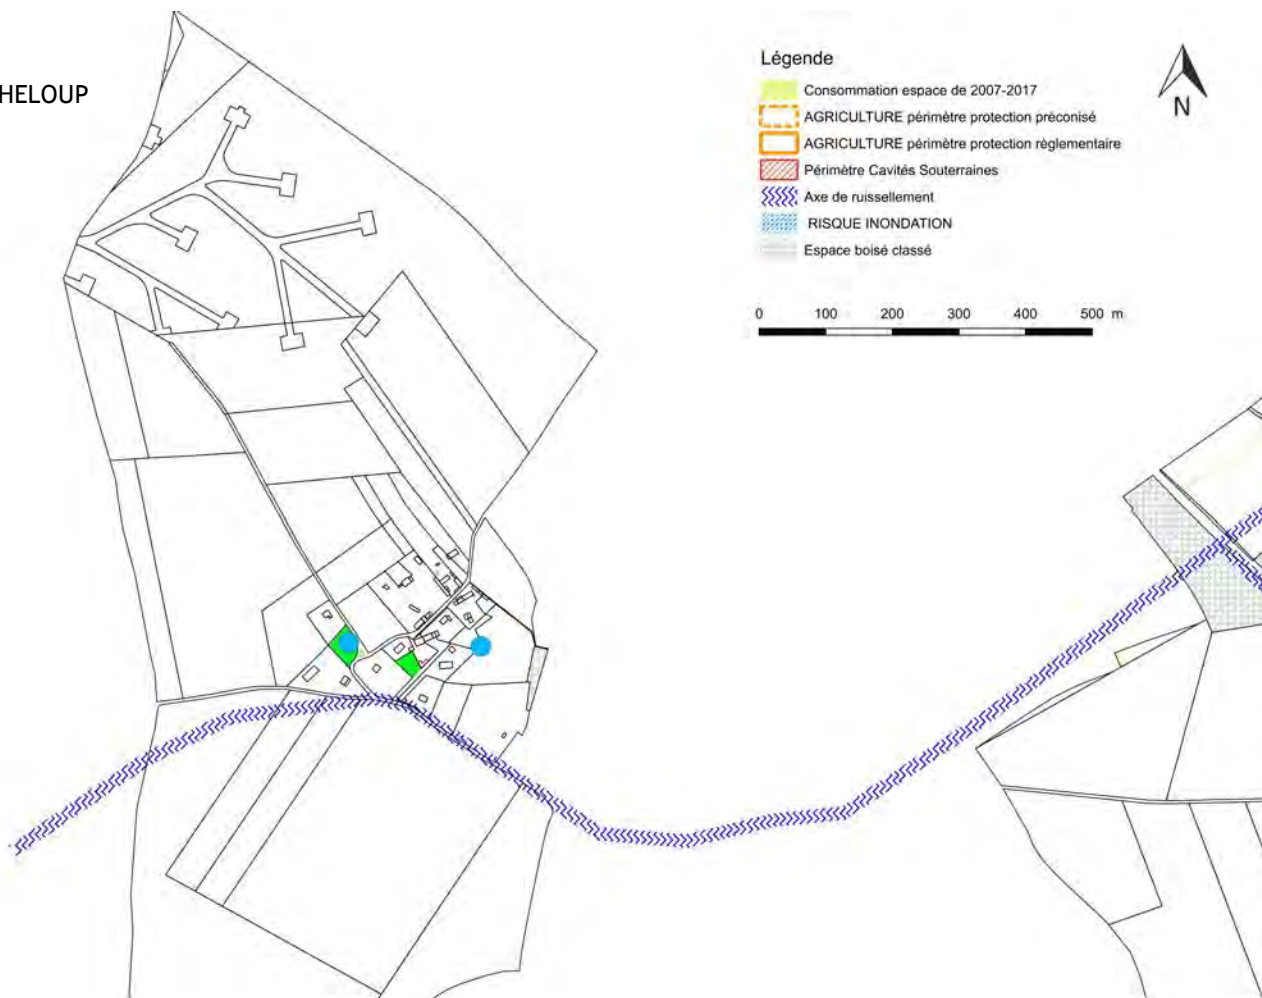 HELOUP
Légende
Consommation espace de 2007-2017
AGRICULTURE périmètre protection préconisé
AGRICULTURE périmètre protection réglementaire
Périmètre Cavités Souterraines
Axe de ruissellement
RISQUE INONDATION
Espace boisé classé
N
0 100 200 300 400 500 m